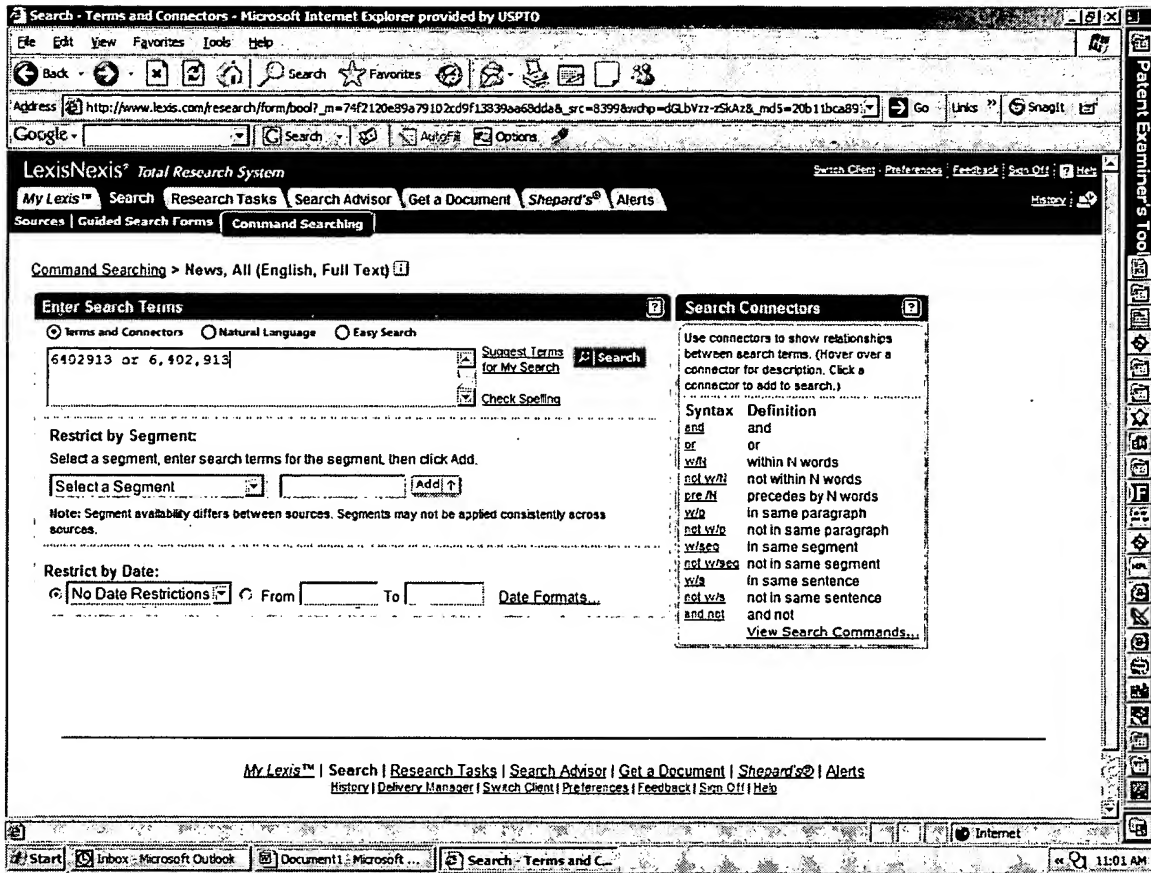 Search - Terms and Connectors - Microsoft Internet Explorer provided by USPTO
File Edit View Favorites Tools Help
Back Search Favorites
Address http://www.lexis.com/research/form/bool?_m=74f2120e89a79102cd9f13839aa68dda&_src=8399&wchp=dGLbVzz-zSkAz&_md5=20b11bca89 Go Links » SnagIt
Google - Search AutoFill Options
Patent Examiner's Tool
LexisNexis® Total Research System
Switch Client | Preferences | Feedback | Sign Off | ? Help
My Lexis™ Search Research Tasks Search Advisor Get a Document Shepard's® Alerts
History
Sources | Guided Search Forms | Command Searching
Command Searching > News, All (English, Full Text) i
Enter Search Terms ?
Terms and Connectors Natural Language Easy Search
6402913 or 6,402,913
Suggest Terms for My Search
Search
Check Spelling
Restrict by Segment:
Select a segment, enter search terms for the segment, then click Add.
Select a Segment Add ↑
Note: Segment availability differs between sources. Segments may not be applied consistently across
sources.
Restrict by Date:
No Date Restrictions From To Date Formats...
Search Connectors ?
Use connectors to show relationships
between search terms. (Hover over a
connector for description. Click a
connector to add to search.)
Syntax Definition
and and
or or
w/N within N words
not w/N not within N words
pre /N precedes by N words
w/p in same paragraph
not w/p not in same paragraph
w/seg in same segment
not w/seg not in same segment
w/s in same sentence
not w/s not in same sentence
and not and not
View Search Commands...
My Lexis™ | Search | Research Tasks | Search Advisor | Get a Document | Shepard's® | Alerts
History | Delivery Manager | Switch Client | Preferences | Feedback | Sign Off | Help
Internet
Start Inbox - Microsoft Outlook Document1 - Microsoft ... Search - Terms and C... « 11:01 AM